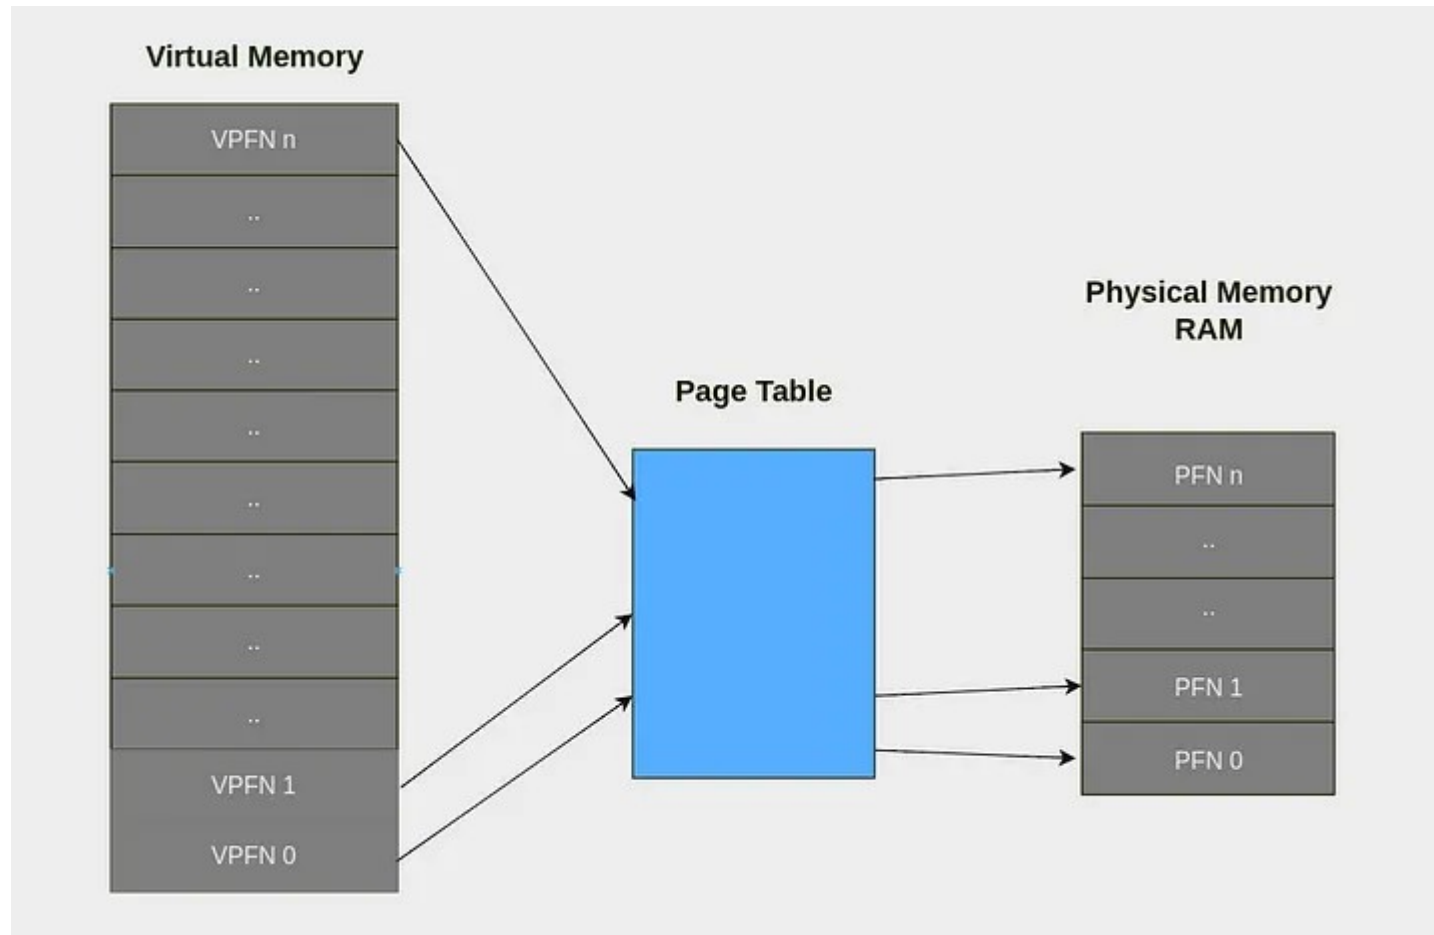 Virtual Memory
VPFN n
..
..
..
..
..
..
..
..
VPFN 1
VPFN 0
Page Table
Physical Memory
RAM
PFN n
..
..
PFN 1
PFN 0